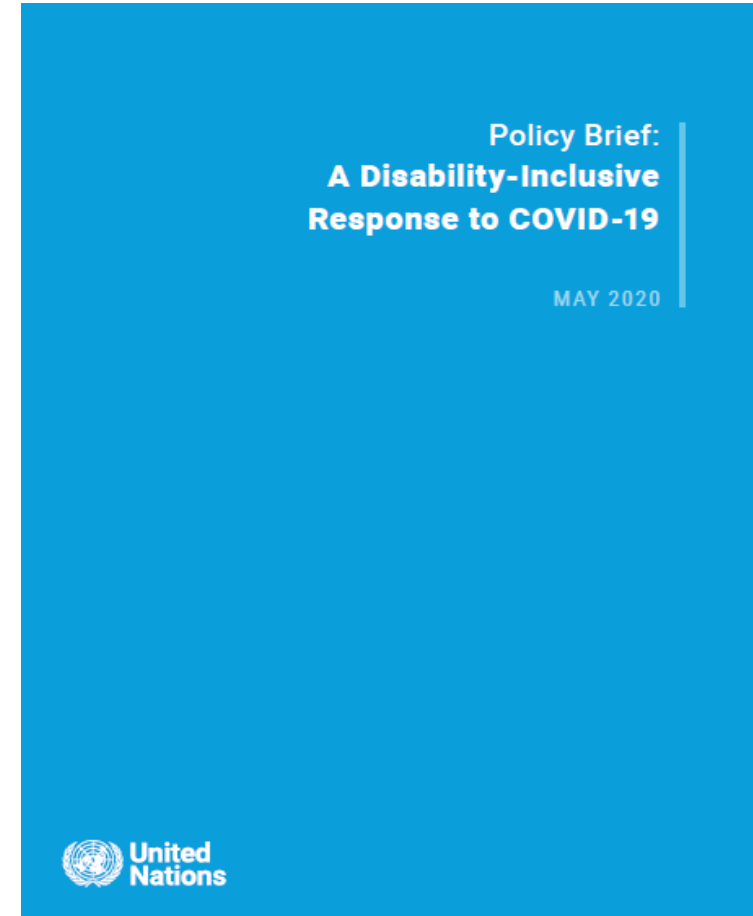 Policy Brief:
A Disability-Inclusive
Response to COVID-19
MAY 2020
United
Nations